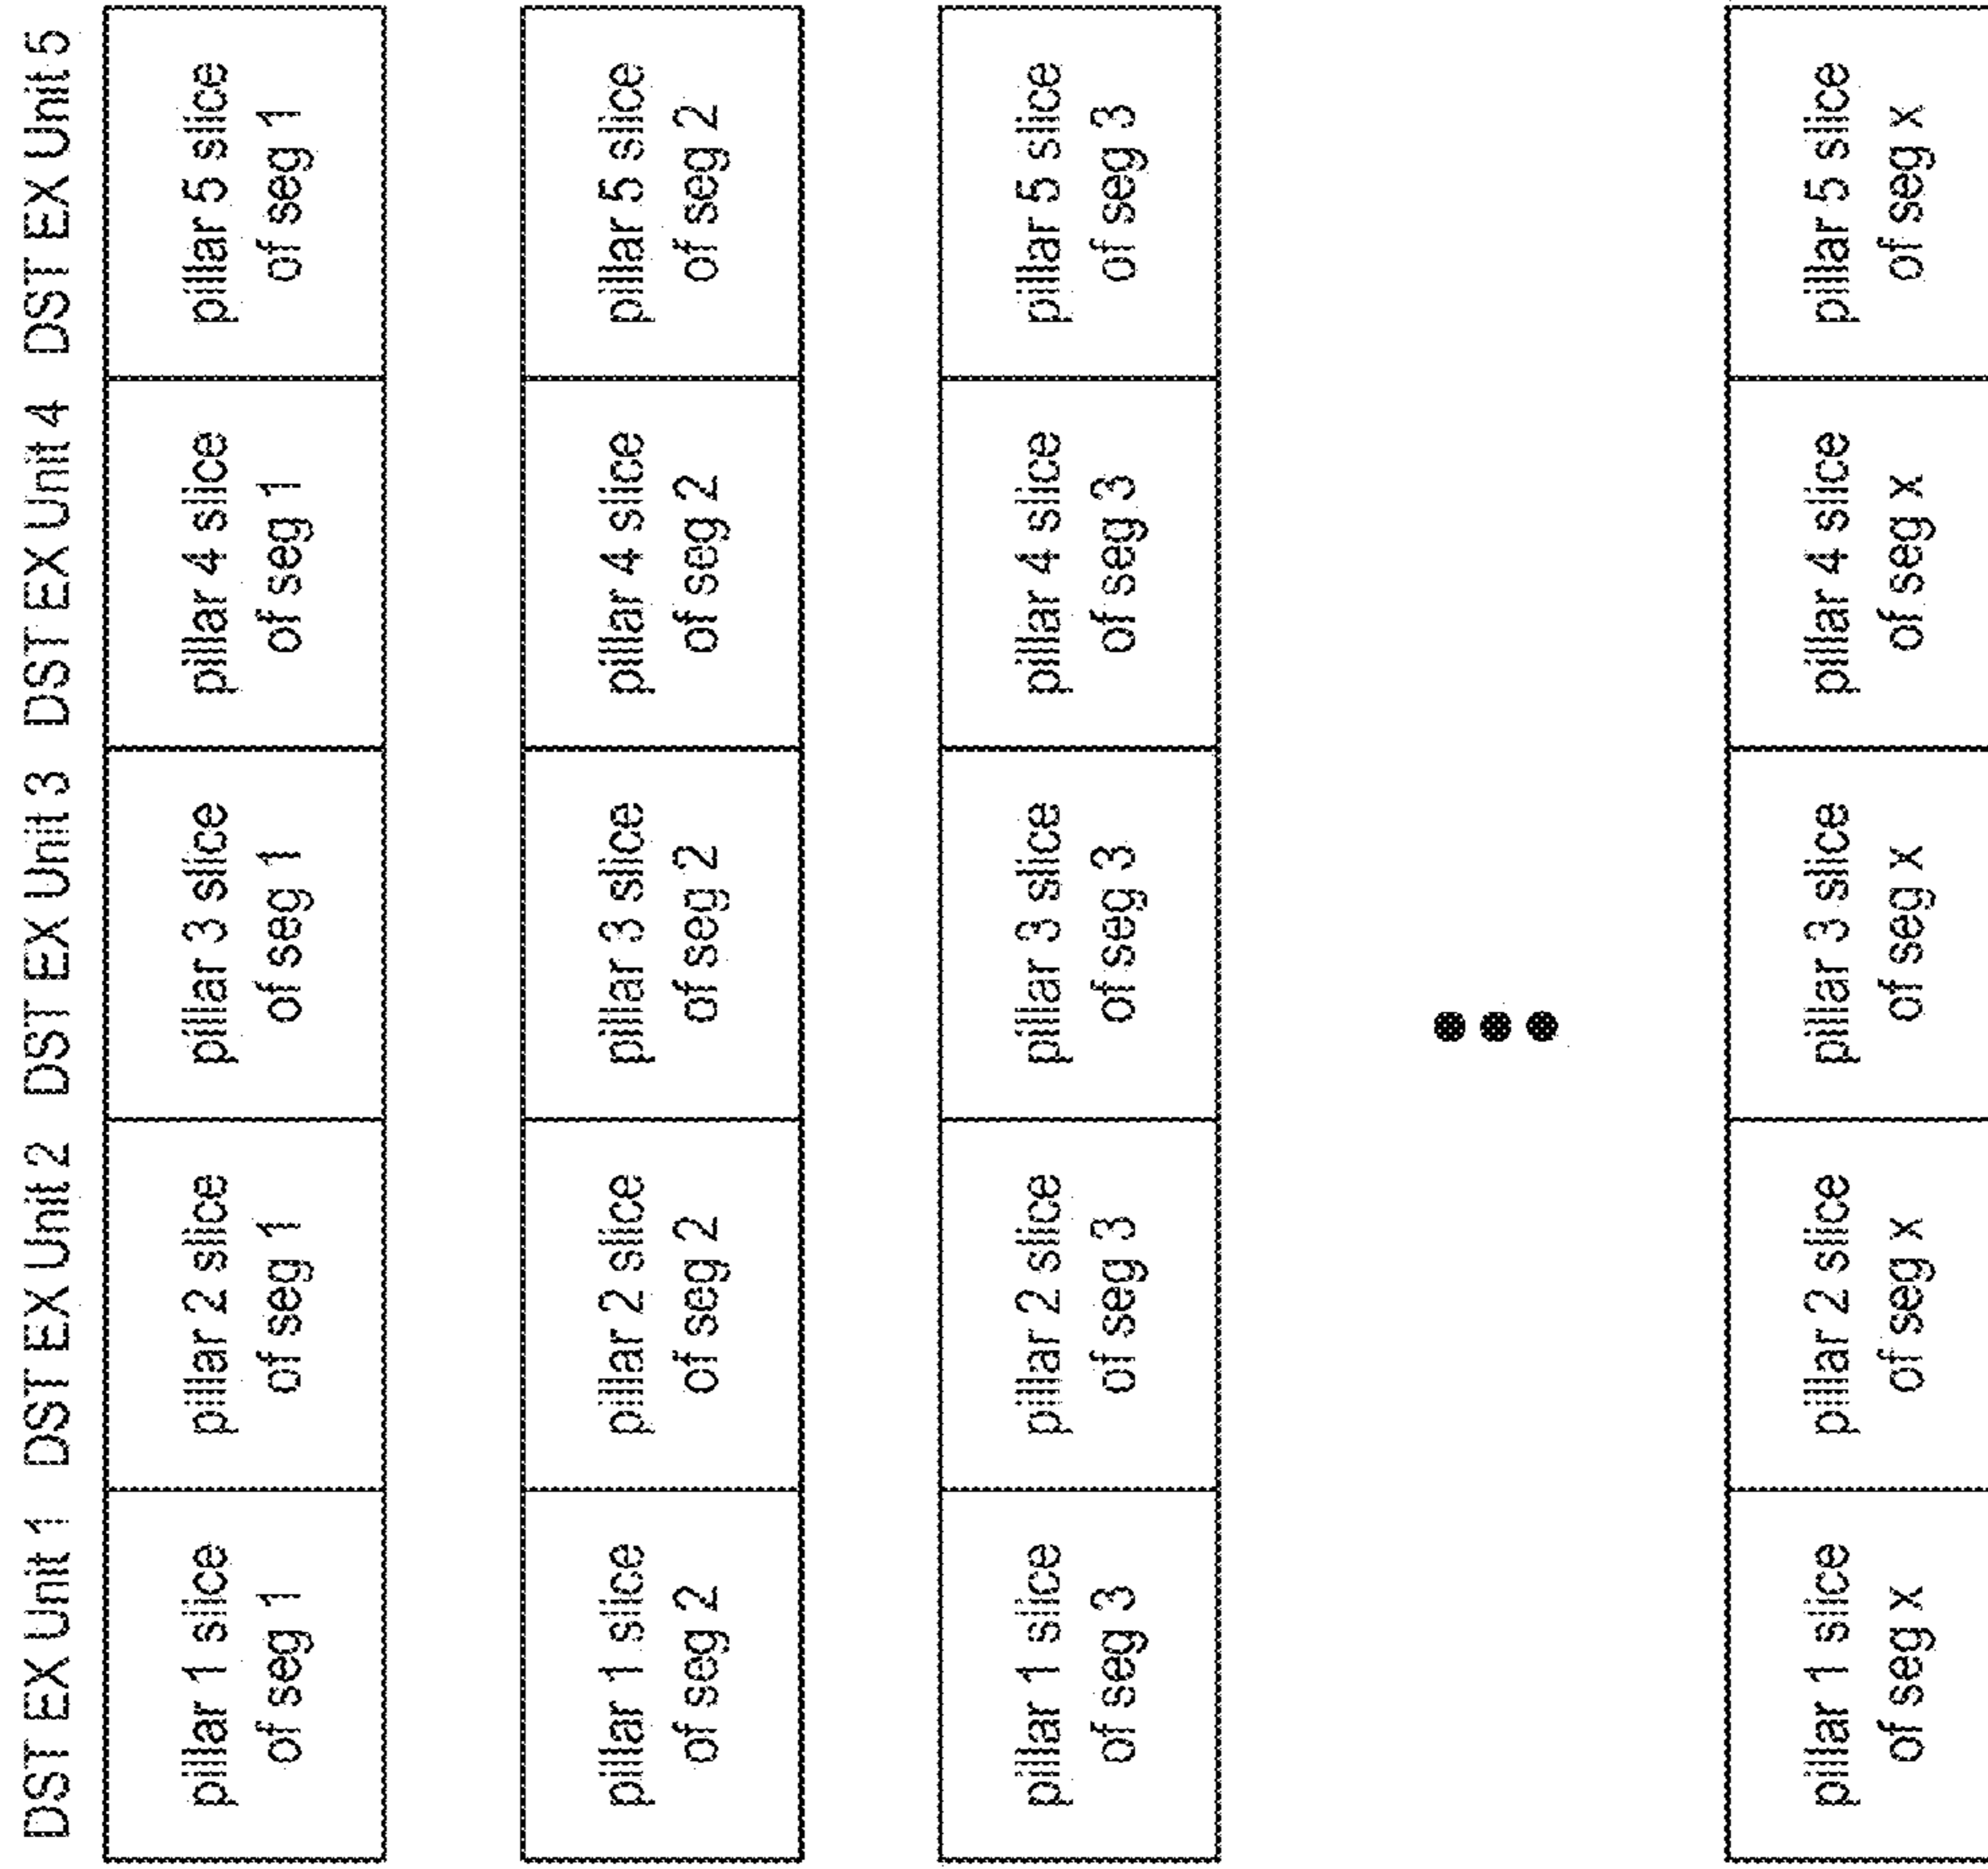 DST EX Unit 1 DST EX Unit 2 DST EX Unit 3 DST EX Unit 4 DST EX Unit 5
pillar 1 slice
of seg 1
pillar 2 slice
of seg 1
pillar 3 slice
of seg 1
pillar 4 slice
of seg 1
pillar 5 slice
of seg 1
pillar 1 slice
of seg 2
pillar 2 slice
of seg 2
pillar 3 slice
of seg 2
pillar 4 slice
of seg 2
pillar 5 slice
of seg 2
pillar 1 slice
of seg 3
pillar 2 slice
of seg 3
pillar 3 slice
of seg 3
pillar 4 slice
of seg 3
pillar 5 slice
of seg 3
pillar 1 slice
of seg x
pillar 2 slice
of seg x
pillar 3 slice
of seg x
pillar 4 slice
of seg x
pillar 5 slice
of seg x